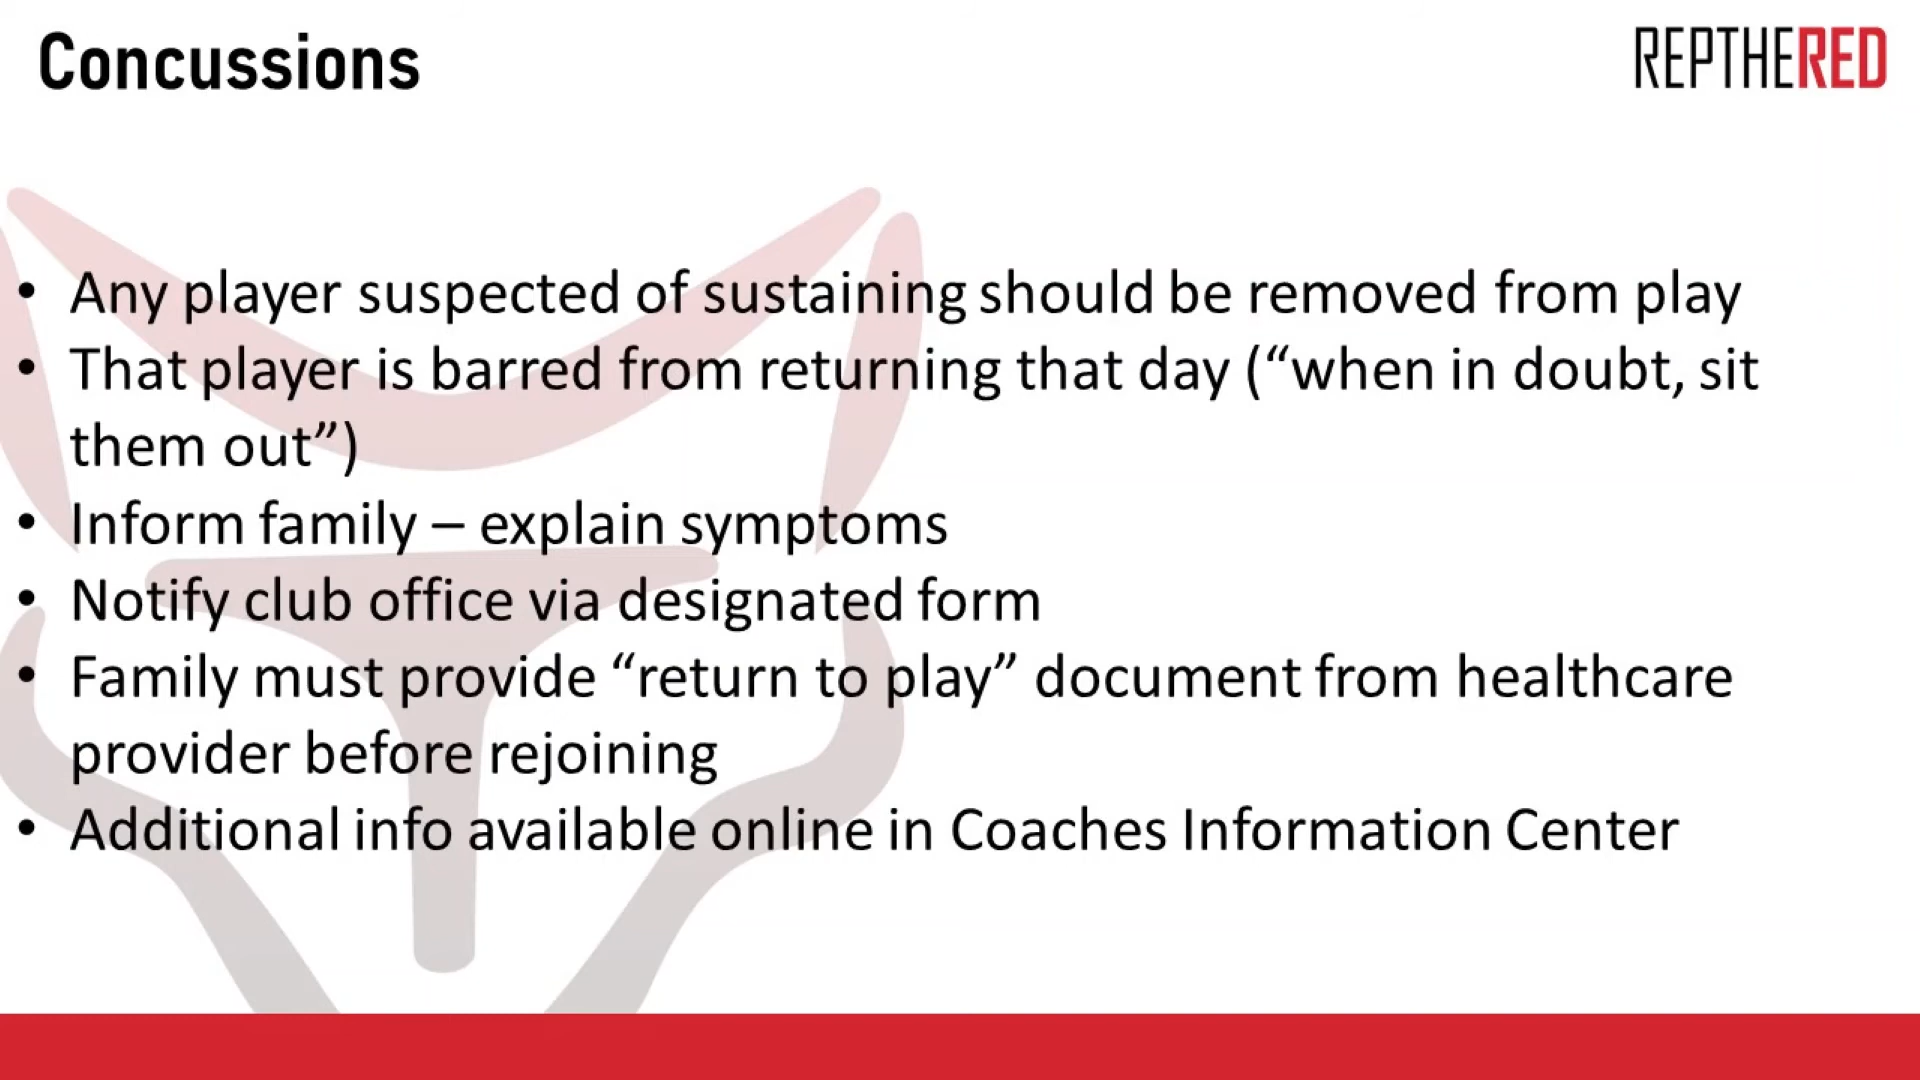 Concussions
REPTHERED
• Any player suspected of sustaining should be removed from play
• That player is barred from returning that day (“when in doubt, sit
them out”)
• Inform family – explain symptoms
• Notify club office via designated form
• Family must provide “return to play” document from healthcare
provider before rejoining
• Additional info available online in Coaches Information Center